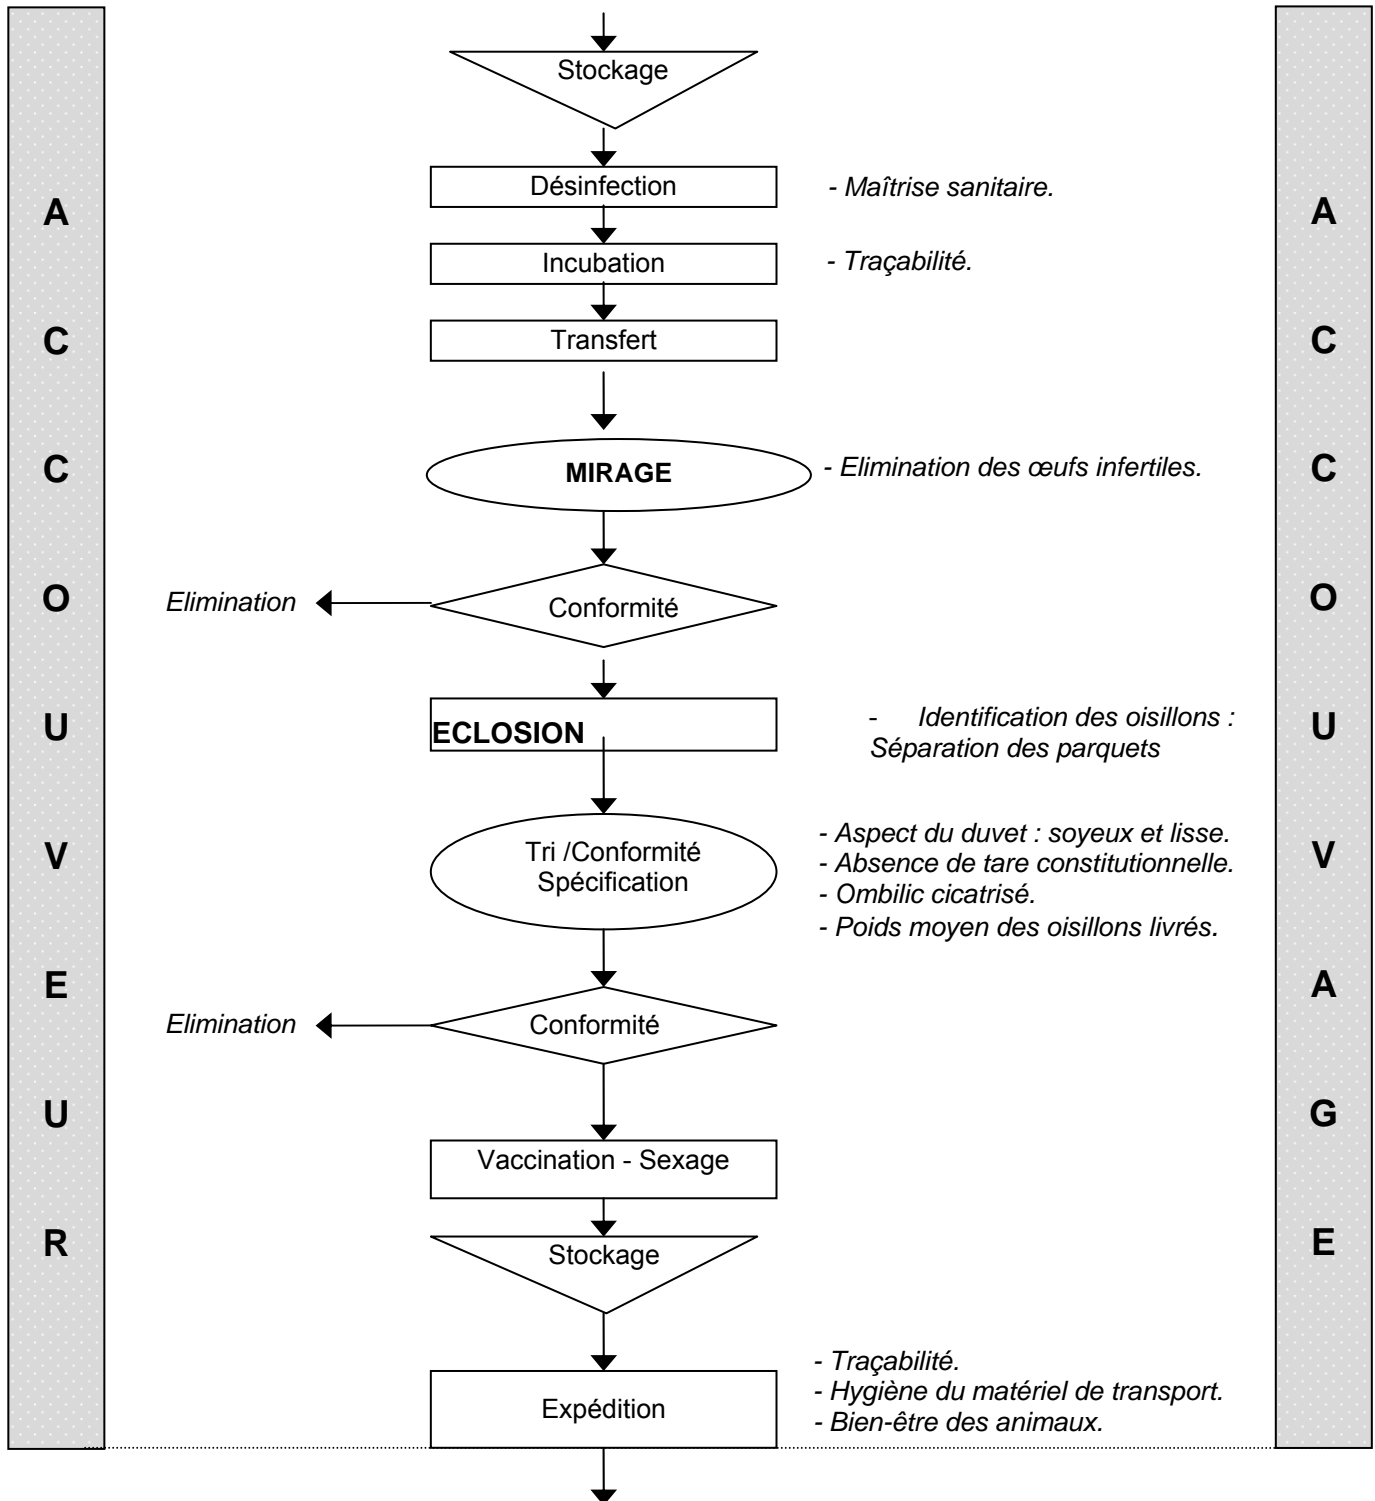 Stockage
Désinfection
- Maîtrise sanitaire.
Incubation
- Traçabilité.
Transfert
MIRAGE
- Elimination des œufs infertiles.
Elimination
Conformité
ECLOSION
- Identification des oisillons :
Séparation des parquets
Tri /Conformité
Spécification
- Aspect du duvet : soyeux et lisse.
- Absence de tare constitutionnelle.
- Ombilic cicatrisé.
- Poids moyen des oisillons livrés.
Elimination
Conformité
Vaccination - Sexage
Stockage
Expédition
- Traçabilité.
- Hygiène du matériel de transport.
- Bien-être des animaux.
A
C
C
O
U
V
E
U
R
A
C
C
O
U
V
A
G
E